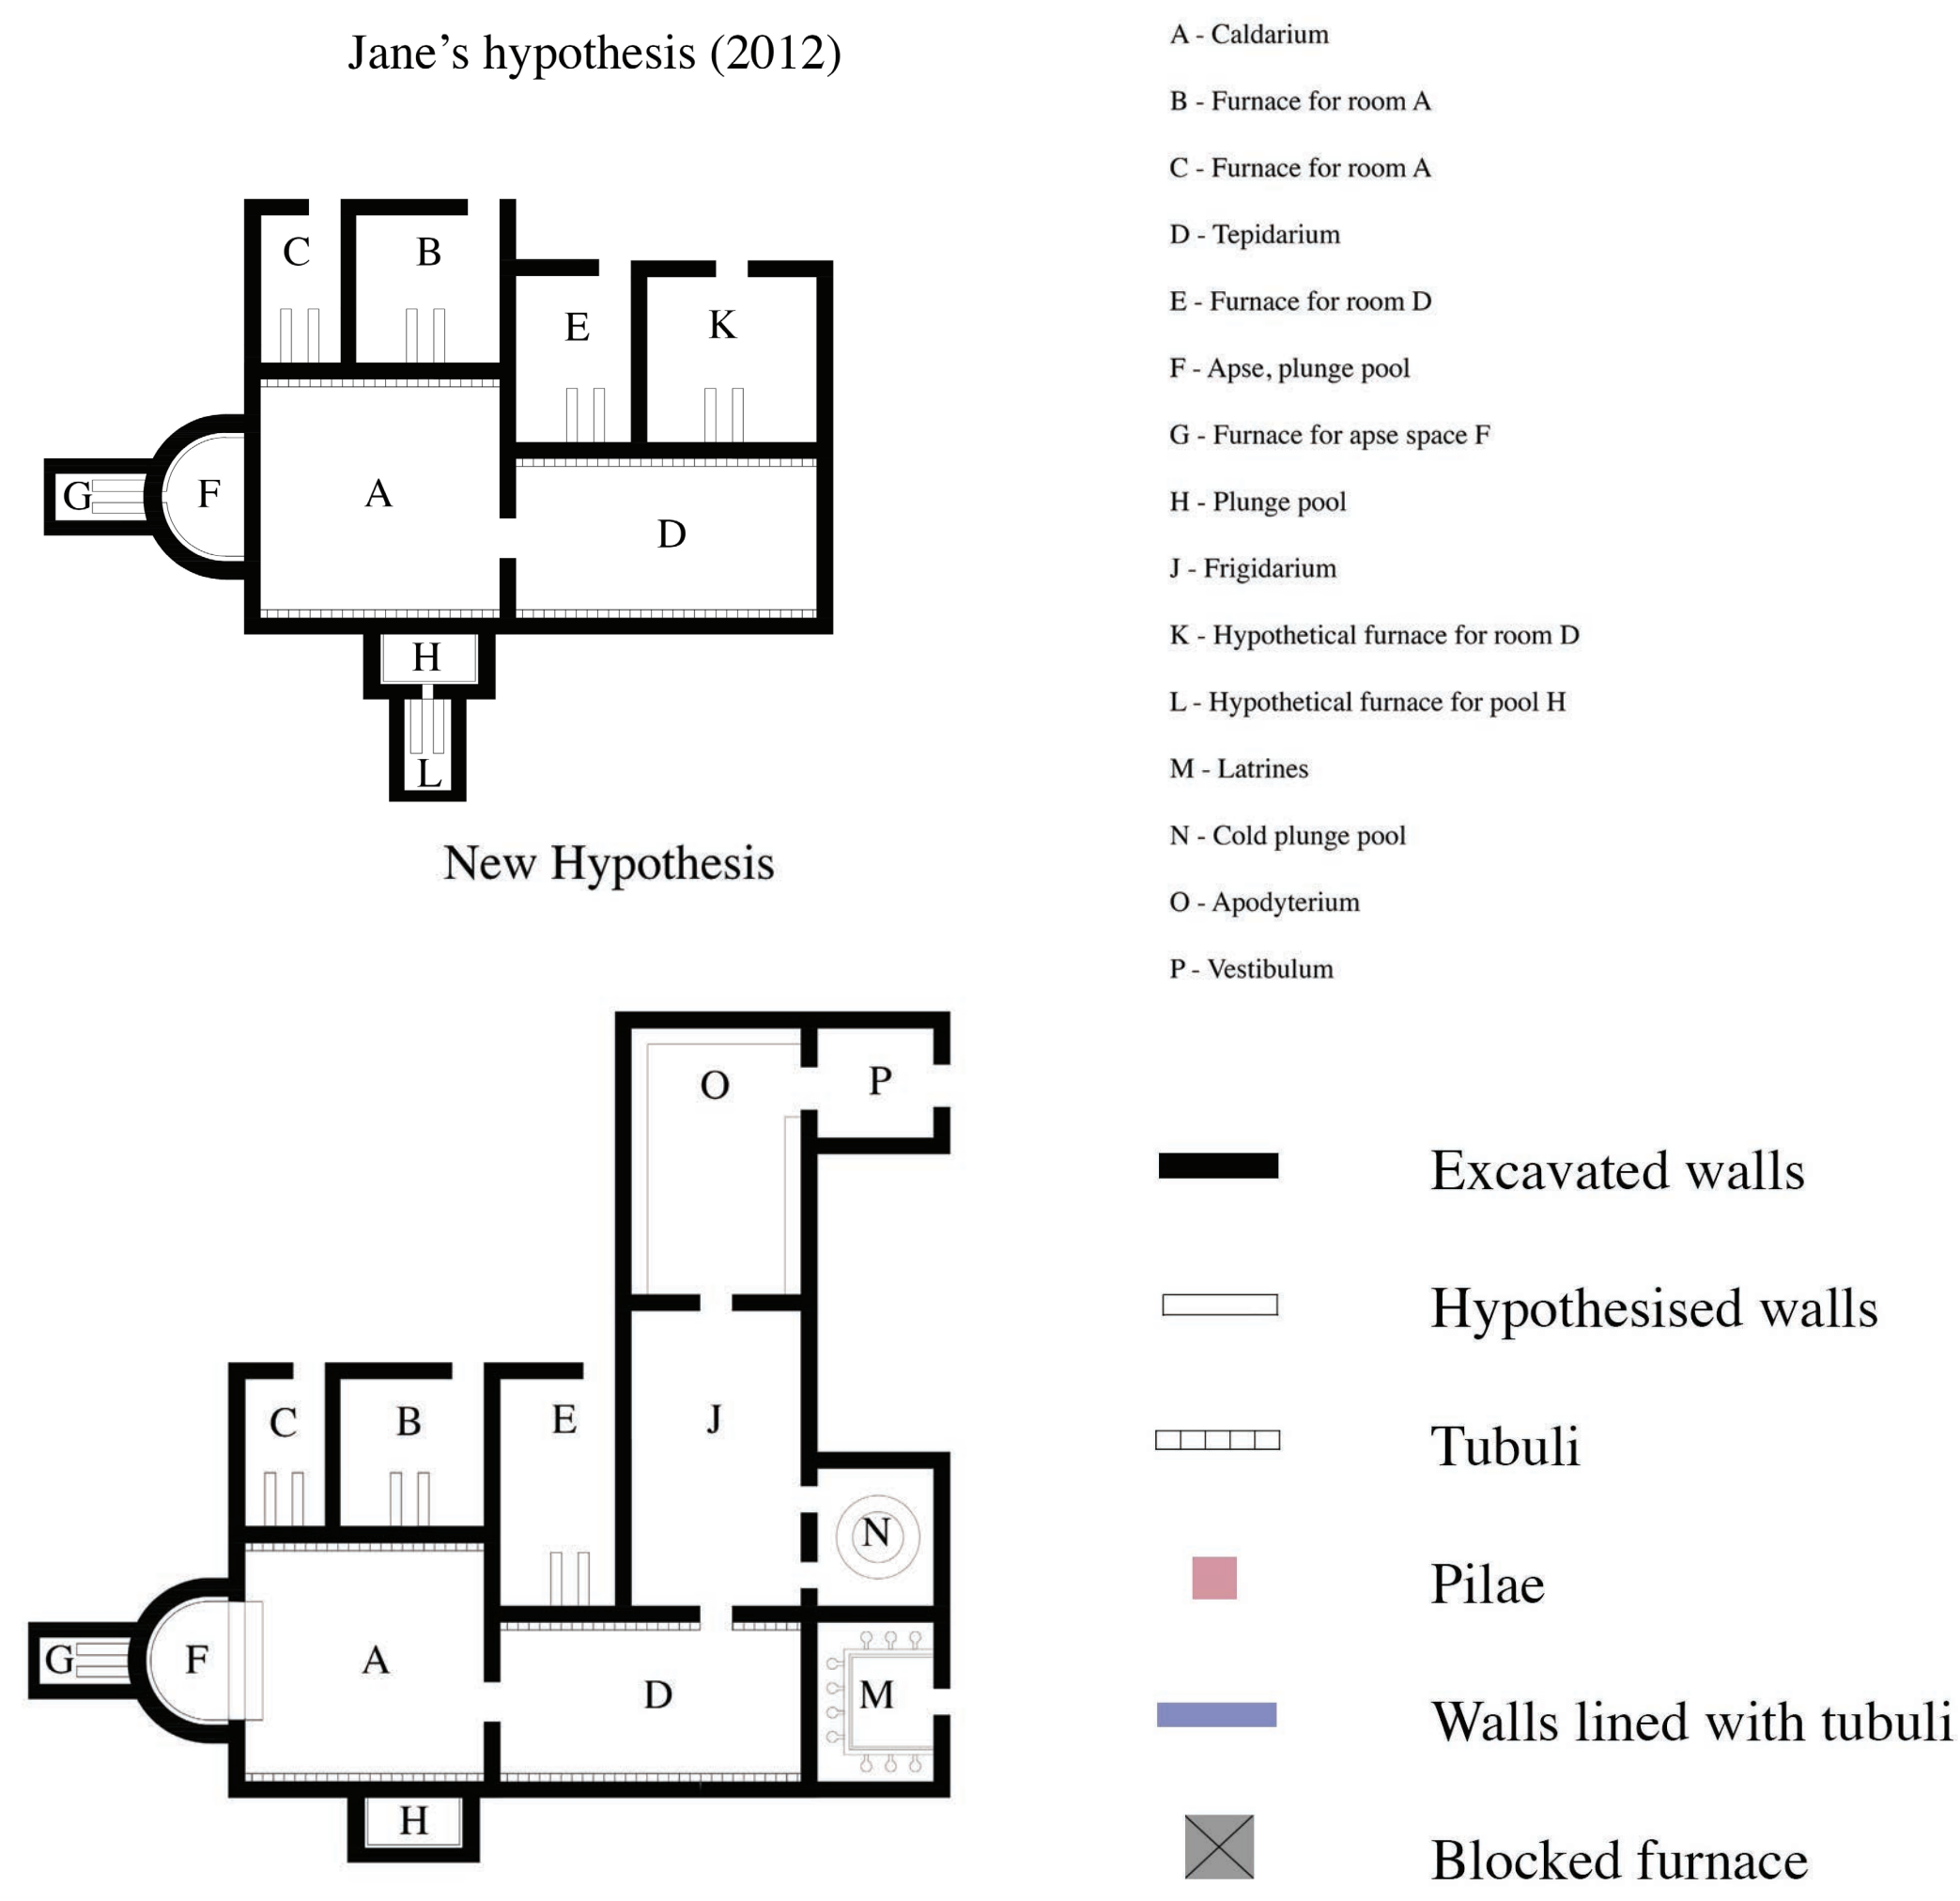 Jane’s hypothesis (2012)
C
B
E
K
G
F
A
D
H
L
New Hypothesis
O
P
C
B
E
J
N
G
F
A
D
M
H
A - Caldarium
B - Furnace for room A
C - Furnace for room A
D - Tepidarium
E - Furnace for room D
F - Apse, plunge pool
G - Furnace for apse space F
H - Plunge pool
J - Frigidarium
K - Hypothetical furnace for room D
L - Hypothetical furnace for pool H
M - Latrines
N - Cold plunge pool
O - Apodyterium
P - Vestibulum
Excavated walls
Hypothesised walls
Tubuli
Pilae
Walls lined with tubuli
Blocked furnace